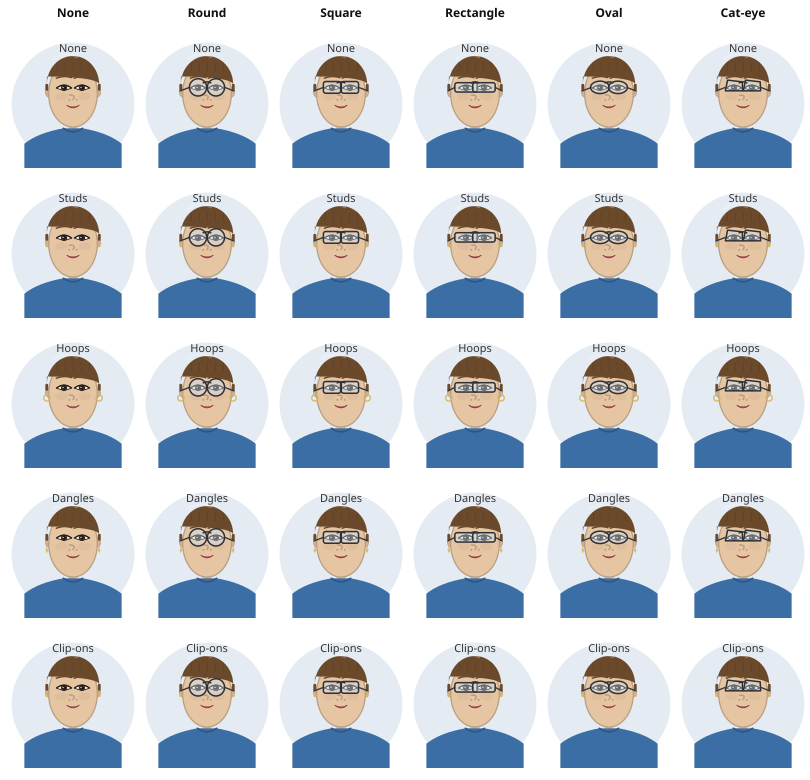 None Round Square Rectangle Oval Cat-eye
None None None None None None
Studs Studs Studs Studs Studs Studs
Hoops Hoops Hoops Hoops Hoops Hoops
Dangles Dangles Dangles Dangles Dangles Dangles
Clip-ons Clip-ons Clip-ons Clip-ons Clip-ons Clip-ons